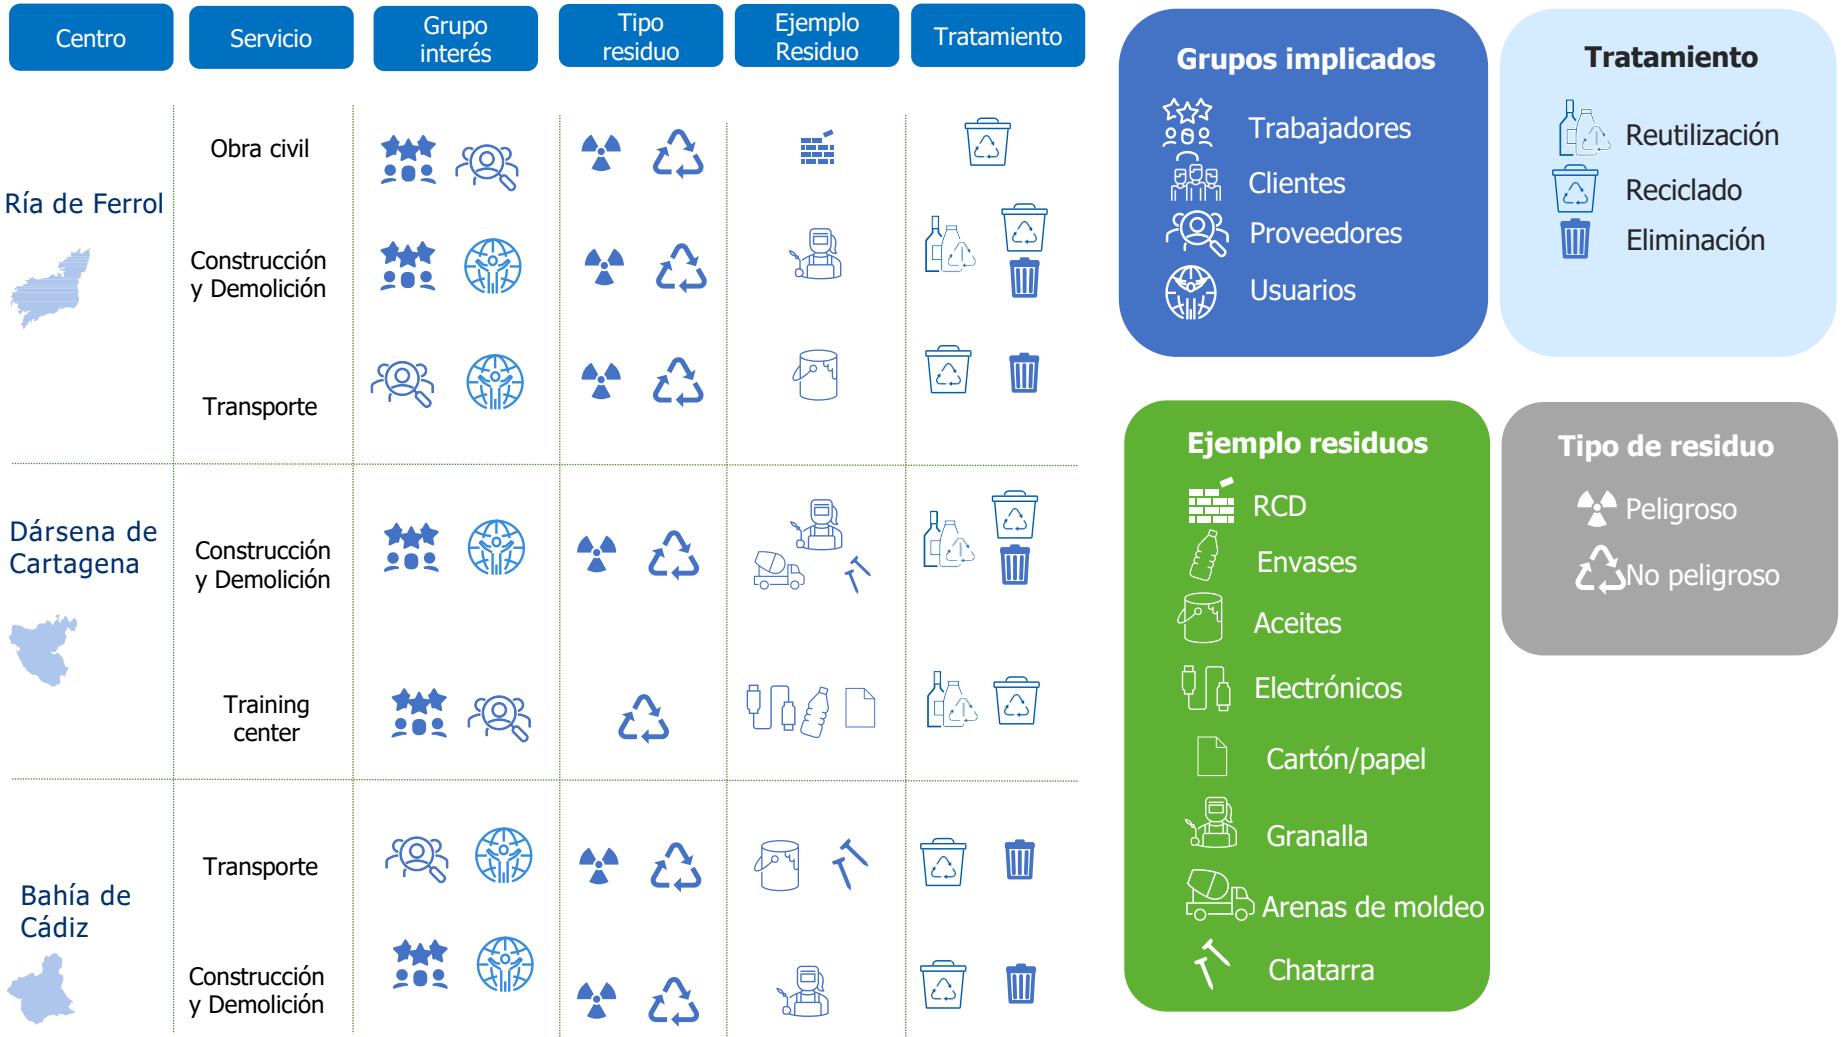 Centro
Servicio
Grupo
interés
Tipo
residuo
Ejemplo
Residuo
Tratamiento
Ría de Ferrol
Obra civil
Construcción
y Demolición
Transporte
Dársena de
Cartagena
Construcción
y Demolición
Training
center
Bahía de
Cádiz
Transporte
Construcción
y Demolición
Grupos implicados
Trabajadores
Clientes
Proveedores
Usuarios
Tratamiento
Reutilización
Reciclado
Eliminación
Ejemplo residuos
RCD
Envases
Aceites
Electrónicos
Cartón/papel
Granalla
Arenas de moldeo
Chatarra
Tipo de residuo
Peligroso
No peligroso